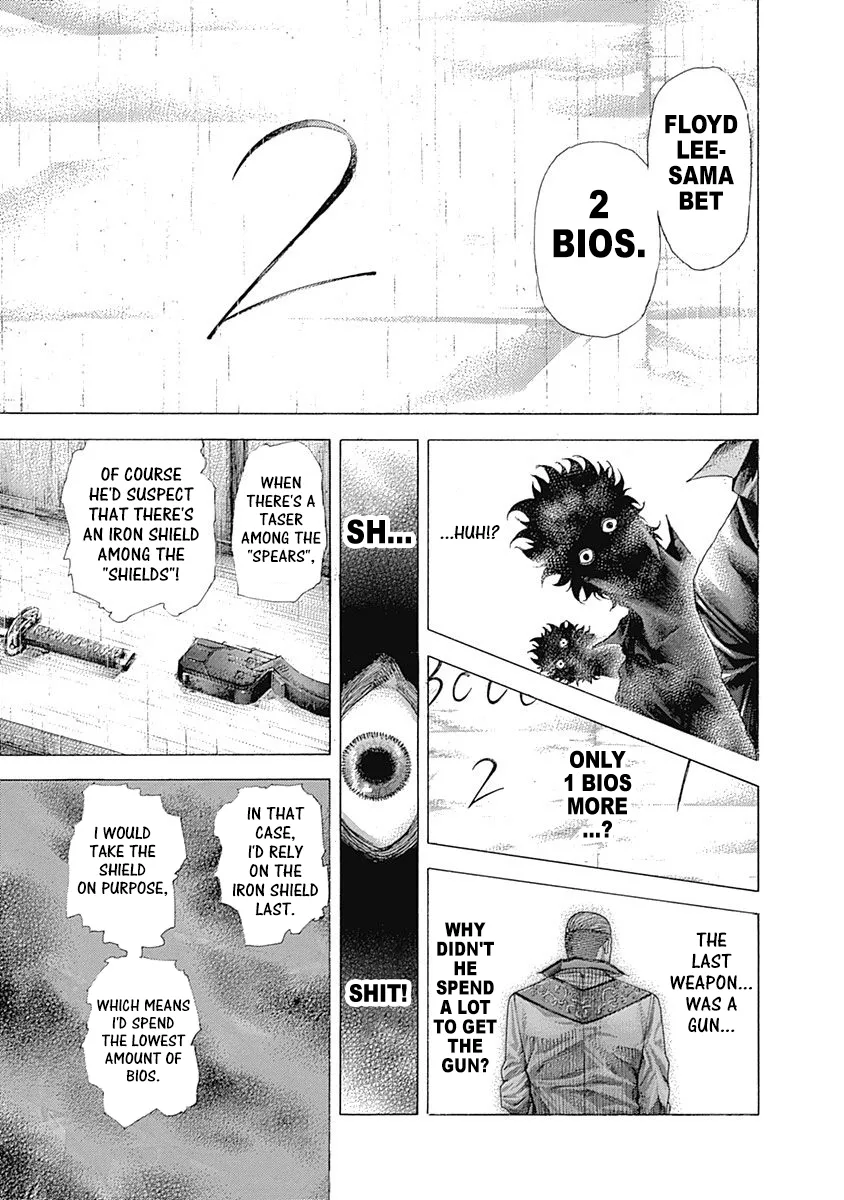 FLOYD
LEE-
SAMA
BET
2
BIOS.
2
...HUH!?
3000
2
1
ONLY
1 BIOS
MORE
...?
THE
LAST
WEAPON...
WAS A
GUN...
WHY
DIDN'T
HE
SPEND
A LOT
TO GET
THE
GUN?
SH...
SHIT!
WHEN
THERE'S A
TASER
AMONG THE
"SPEARS",
OF COURSE
HE'D SUSPECT
THAT THERE'S
AN IRON SHIELD
AMONG THE
"SHIELDS"!
IN THAT
CASE,
I'D RELY
ON THE
IRON SHIELD
LAST.
I WOULD
TAKE THE
SHIELD
ON PURPOSE,
WHICH MEANS
I'D SPEND
THE LOWEST
AMOUNT OF
BIOS.